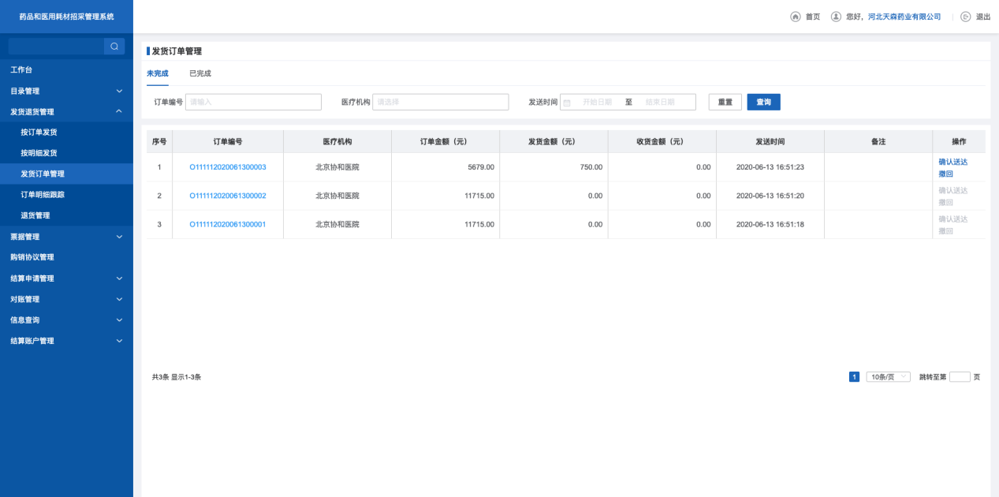 药品和医用耗材招采管理系统
首页 您好, 河北天森药业有限公司 退出
工作台
目录管理
发货退货管理
按订单发货
按明细发货
发货订单管理
订单明细跟踪
退货管理
票据管理
购销协议管理
结算申请管理
对账管理
信息查询
结算账户管理
发货订单管理
未完成 已完成
订单编号 请输入 医疗机构 请选择 发送时间 开始日期 至 结束日期 重置 查询
序号 订单编号 医疗机构 订单金额（元） 发货金额（元） 收货金额（元） 发送时间 备注 操作
1 O111112020061300003 北京协和医院 5679.00 750.00 0.00 2020-06-13 16:51:23 确认送达
撤回
2 O111112020061300002 北京协和医院 11715.00 0.00 0.00 2020-06-13 16:51:20 确认送达
撤回
3 O111112020061300001 北京协和医院 11715.00 0.00 0.00 2020-06-13 16:51:18 确认送达
撤回
共3条 显示1-3条 1 10条/页 跳转至第 页